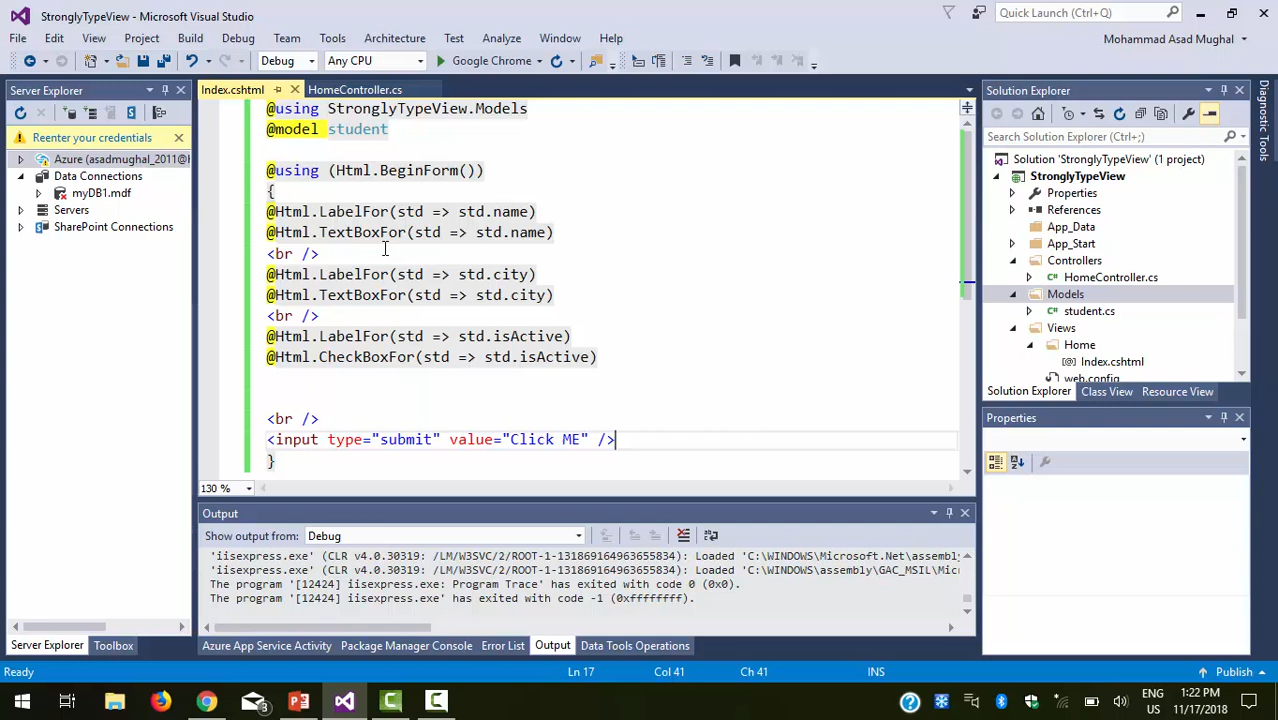 StronglyTypeView - Microsoft Visual Studio
Quick Launch (Ctrl+Q)
File Edit View Project Build Debug Team Tools Architecture Test Analyze Window Help
Mohammad Asad Mughal
Debug Any CPU Google Chrome
Server Explorer
Reenter your credentials
Azure (asadmughal_2011@
Data Connections
myDB1.mdf
Servers
SharePoint Connections
Server Explorer Toolbox
Index.cshtml HomeController.cs
@using StronglyTypeView.Models
@model student
@using (Html.BeginForm())
{
@Html.LabelFor(std => std.name)
@Html.TextBoxFor(std => std.name)
<br />
@Html.LabelFor(std => std.city)
@Html.TextBoxFor(std => std.city)
<br />
@Html.LabelFor(std => std.isActive)
@Html.CheckBoxFor(std => std.isActive)
<br />
<input type="submit" value="Click ME" />
}
130 %
Output
Show output from: Debug
'iisexpress.exe' (CLR v4.0.30319: /LM/W3SVC/2/ROOT-1-131869164963655834): Loaded 'C:\WINDOWS\Microsoft.Net\assembly
'iisexpress.exe' (CLR v4.0.30319: /LM/W3SVC/2/ROOT-1-131869164963655834): Loaded 'C:\WINDOWS\assembly\GAC_MSIL\Mic
The program '[12424] iisexpress.exe: Program Trace' has exited with code 0 (0x0).
The program '[12424] iisexpress.exe' has exited with code -1 (0xffffffff).
Azure App Service Activity Package Manager Console Error List Output Data Tools Operations
Solution Explorer
Search Solution Explorer (Ctrl+;)
Solution 'StronglyTypeView' (1 project)
StronglyTypeView
Properties
References
App_Data
App_Start
Controllers
HomeController.cs
Models
student.cs
Views
Home
Index.cshtml
web.config
Solution Explorer Class View Resource View
Properties
Diagnostic Tools
Ready Ln 17 Col 41 Ch 41 INS Publish
3
ENG
US
1:22 PM
11/17/2018